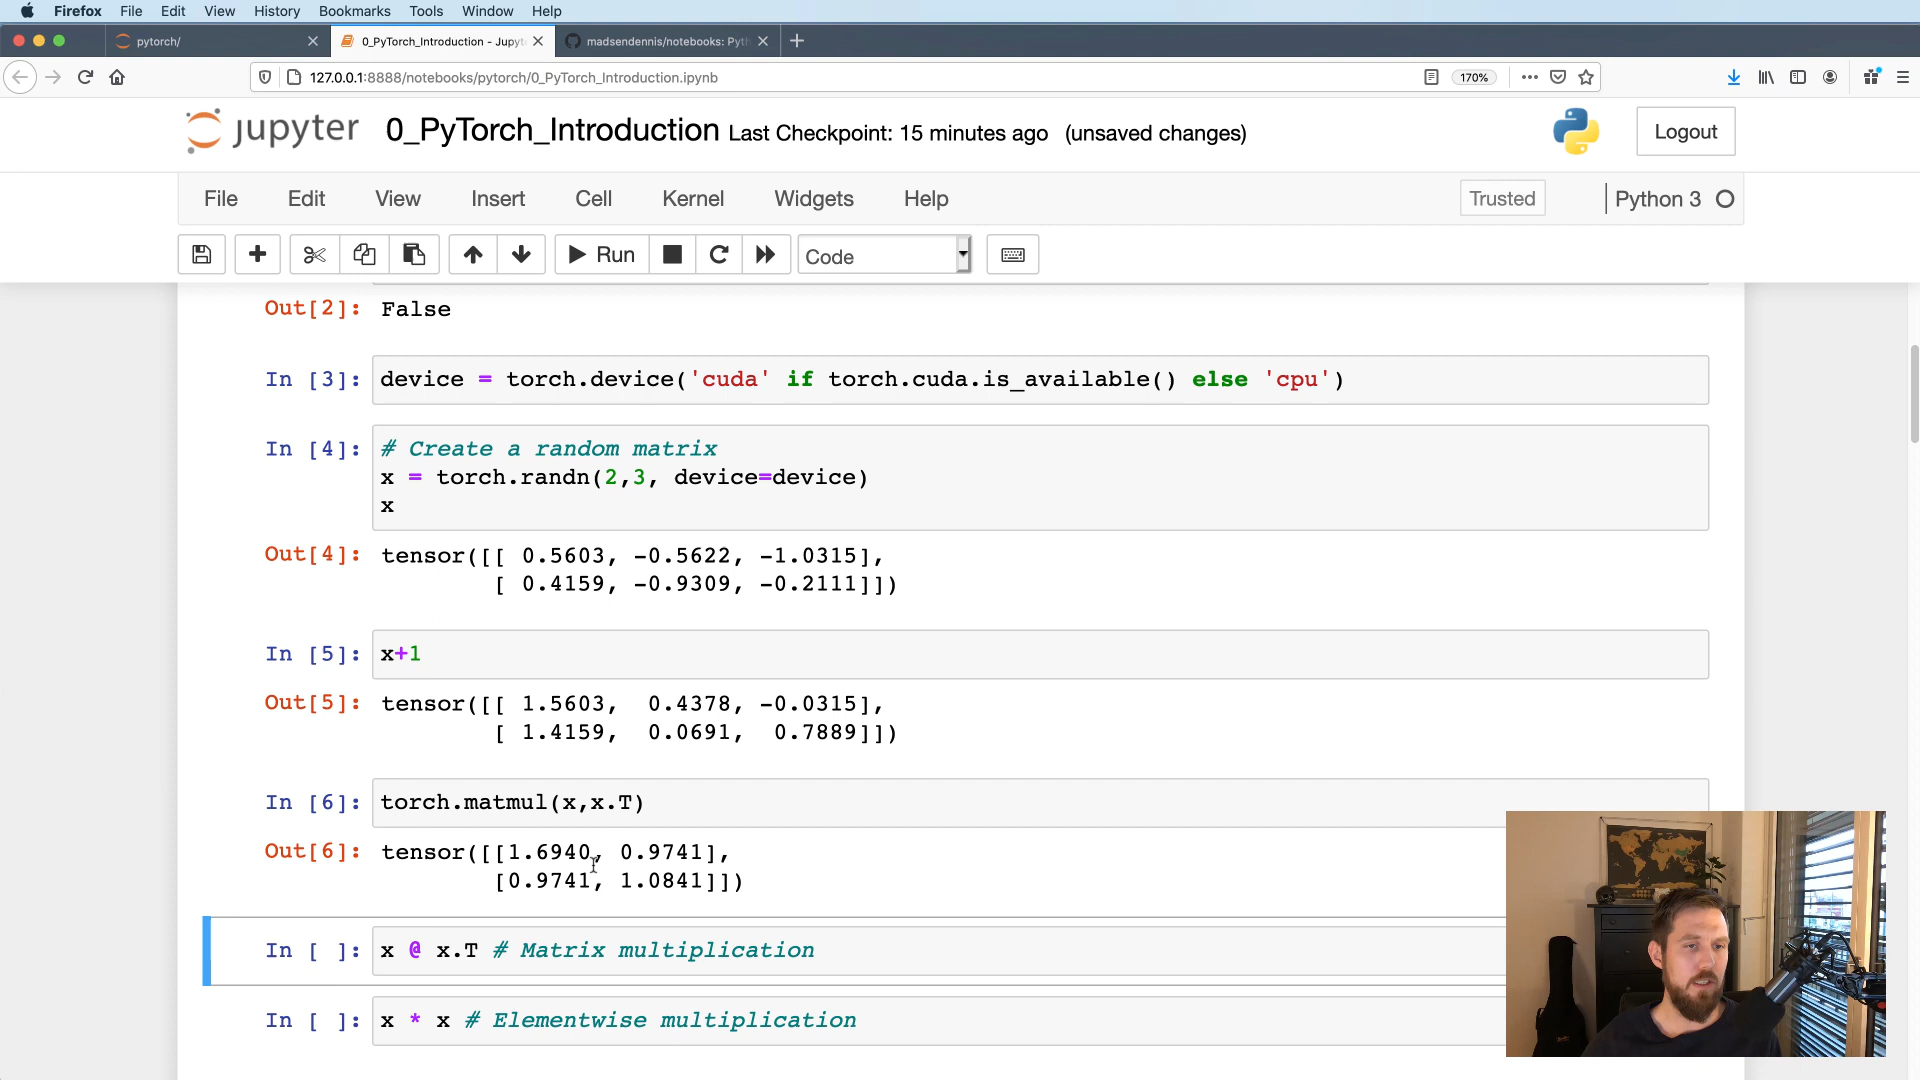 Firefox File Edit View History Bookmarks Tools Window Help
pytorch/
0_PyTorch_Introduction - Jupyt
madsendennis/notebooks: Pyth
127.0.0.1:8888/notebooks/pytorch/0_PyTorch_Introduction.ipynb
170%
jupyter 0_PyTorch_Introduction Last Checkpoint: 15 minutes ago (unsaved changes)
Logout
File Edit View Insert Cell Kernel Widgets Help
Trusted
Python 3
Run
Code
Out[2]: False
In [3]: device = torch.device('cuda' if torch.cuda.is_available() else 'cpu')
In [4]: # Create a random matrix
x = torch.randn(2,3, device=device)
x
Out[4]: tensor([[ 0.5603, -0.5622, -1.0315],
[ 0.4159, -0.9309, -0.2111]])
In [5]: x+1
Out[5]: tensor([[ 1.5603, 0.4378, -0.0315],
[ 1.4159, 0.0691, 0.7889]])
In [6]: torch.matmul(x,x.T)
Out[6]: tensor([[1.6940, 0.9741],
[0.9741, 1.0841]])
In [ ]: x @ x.T # Matrix multiplication
In [ ]: x * x # Elementwise multiplication